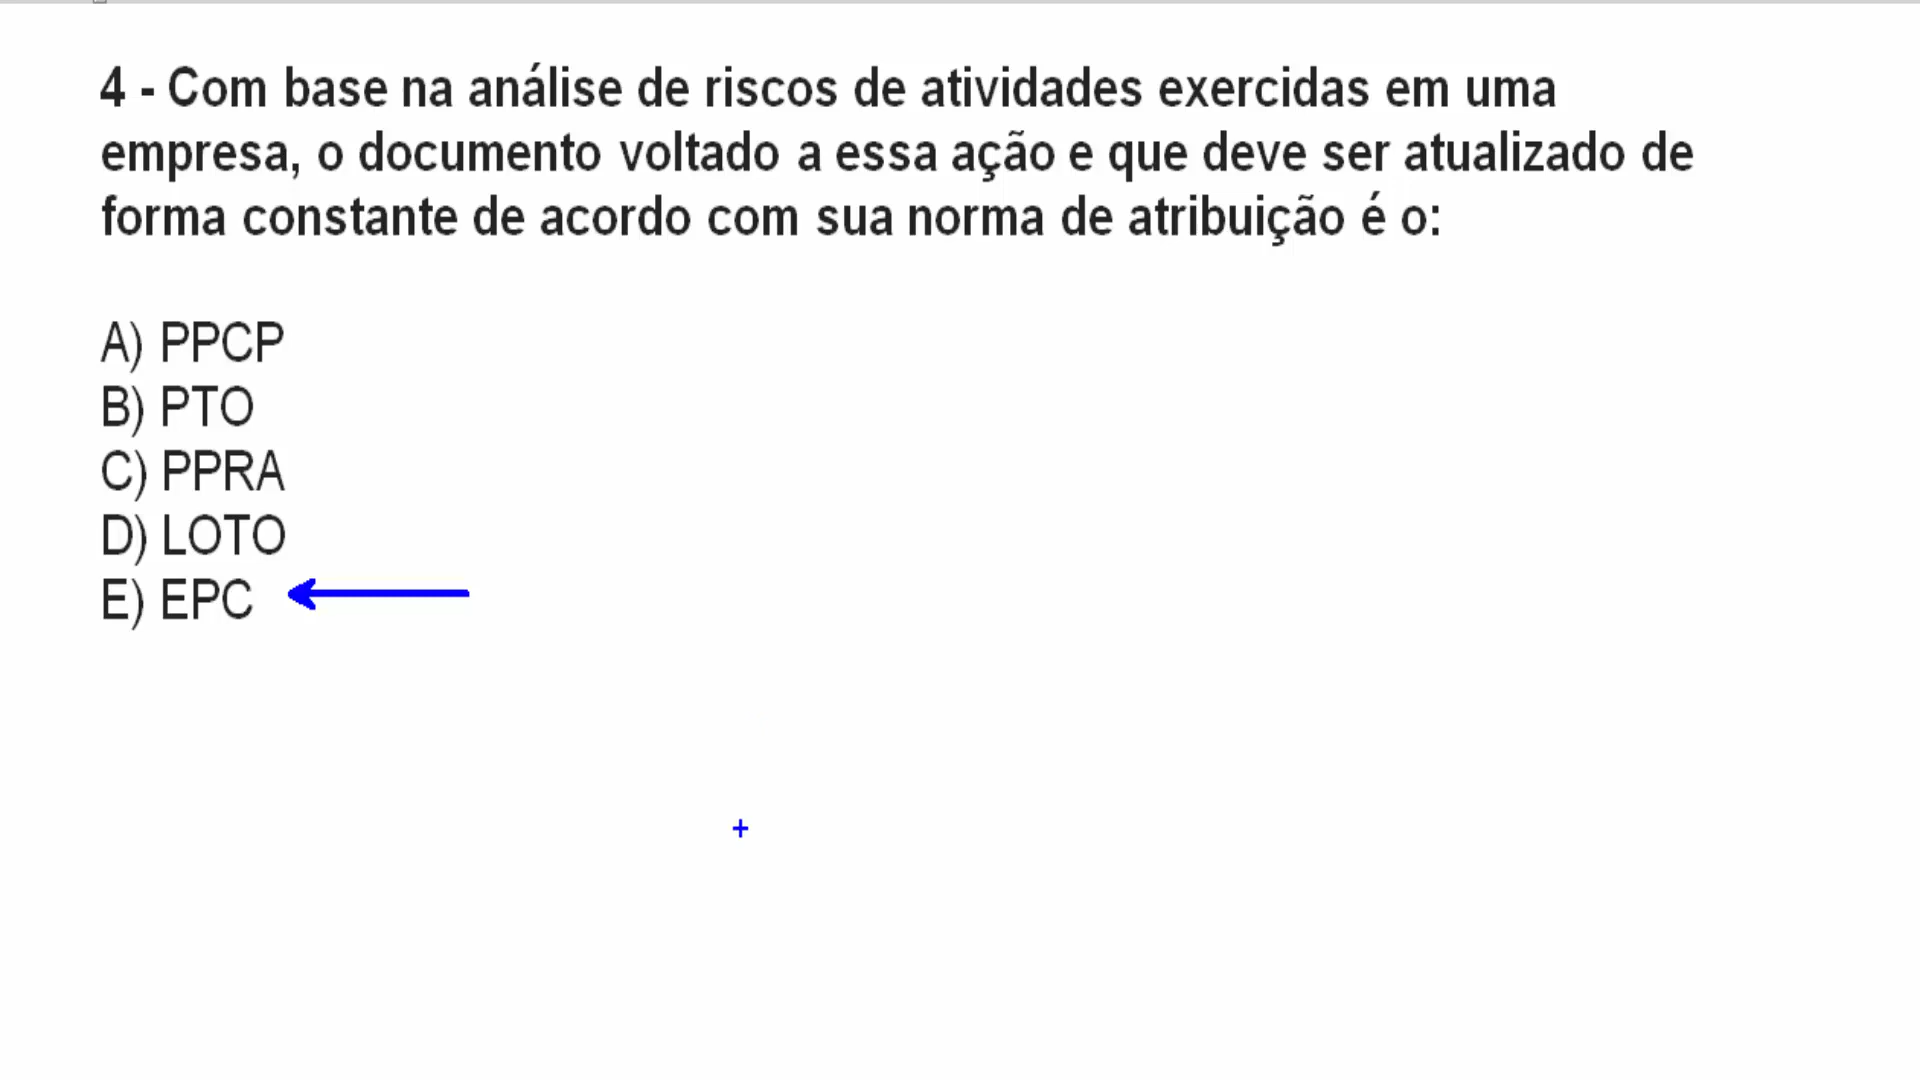 4 - Com base na análise de riscos de atividades exercidas em uma
empresa, o documento voltado a essa ação e que deve ser atualizado de
forma constante de acordo com sua norma de atribuição é o:
A) PPCP
B) PTO
C) PPRA
D) LOTO
E) EPC